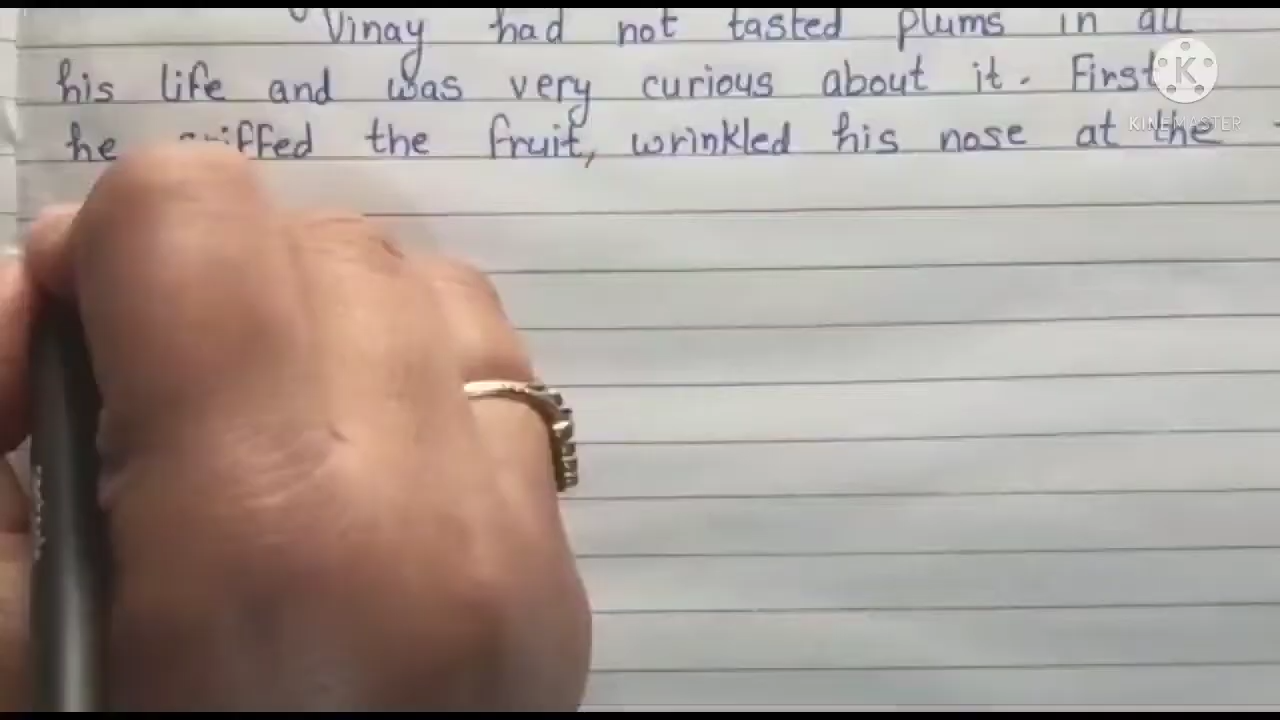 Vinay had not tasted plums in all
his life and was very curious about it. First
he sniffed the fruit, wrinkled his nose at the
K
KINEMASTER